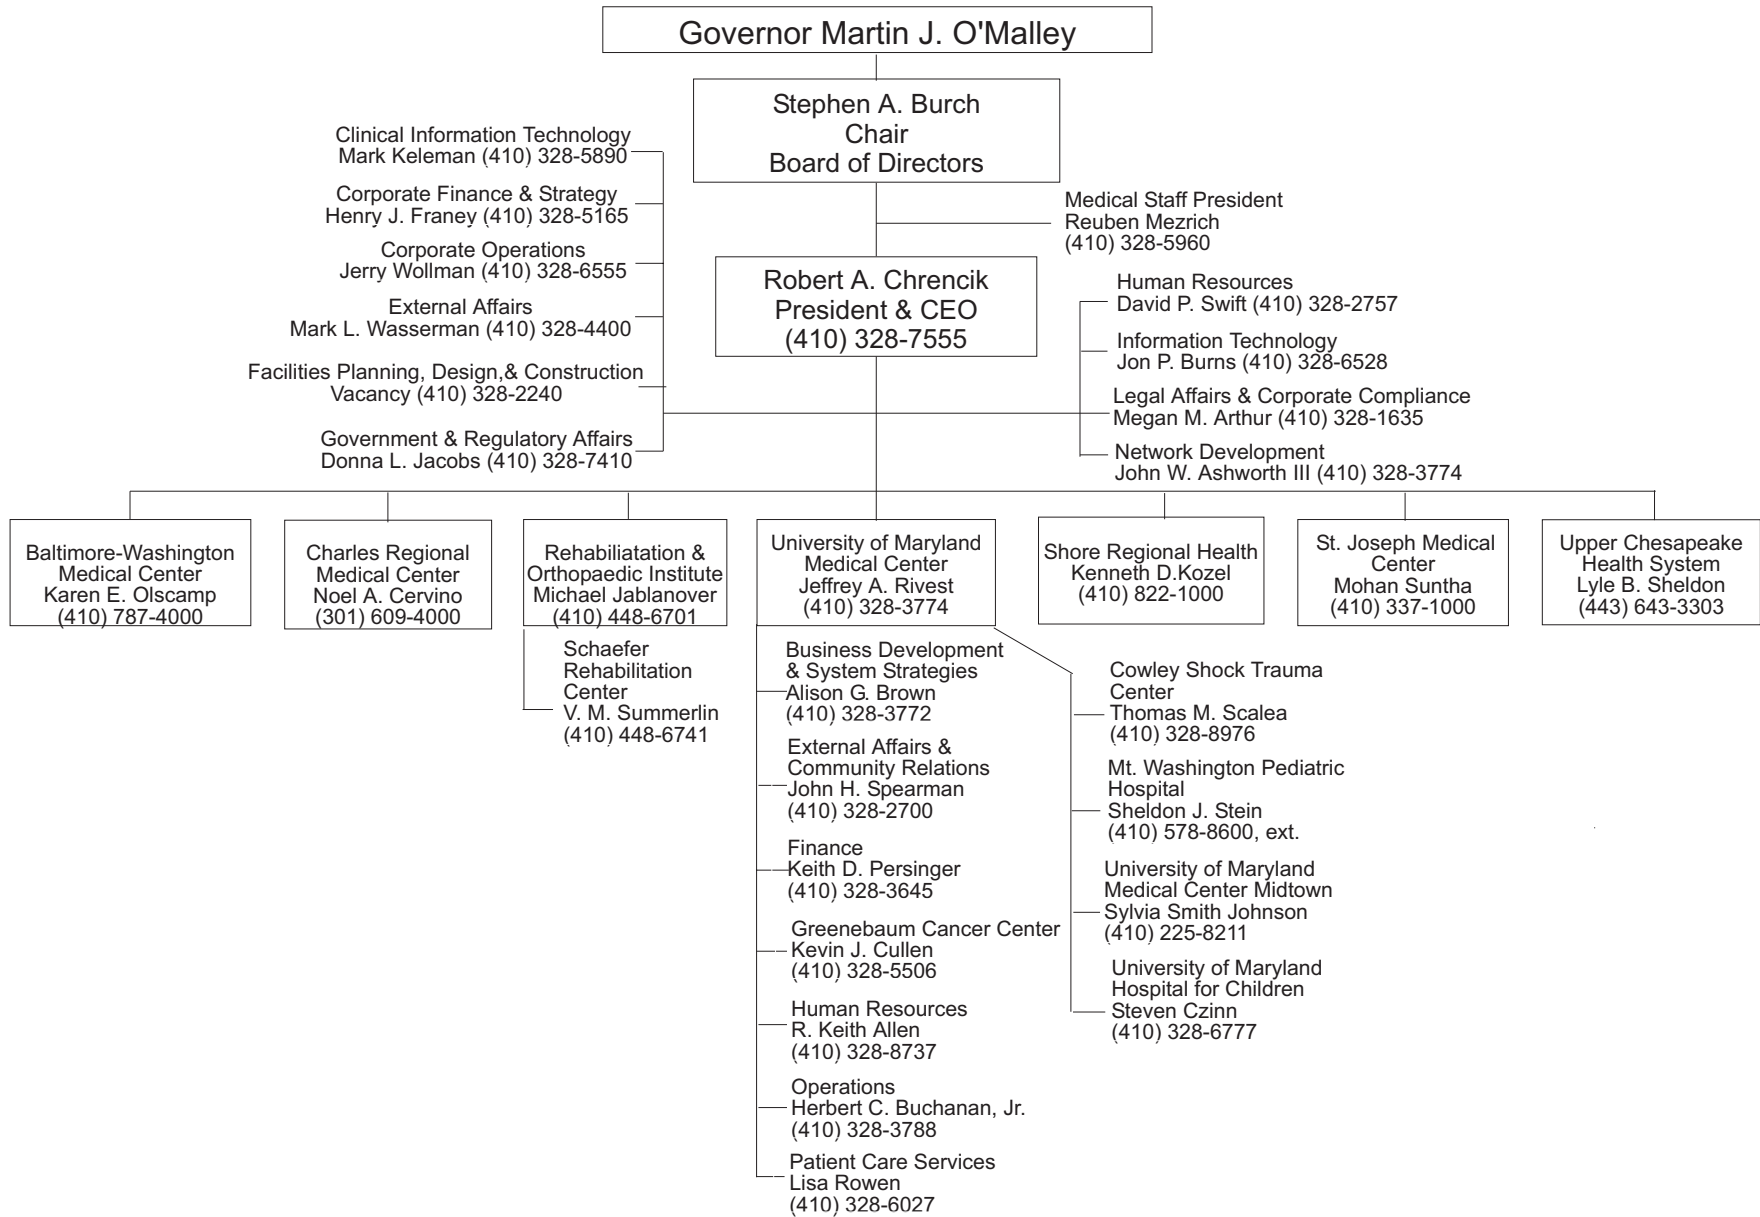 Governor Martin J. O'Malley
Stephen A. Burch
Chair
Board of Directors
Clinical Information Technology
Mark Keleman (410) 328-5890
Corporate Finance & Strategy
Henry J. Franey (410) 328-5165
Corporate Operations
Jerry Wollman (410) 328-6555
External Affairs
Mark L. Wasserman (410) 328-4400
Facilities Planning, Design,& Construction
Vacancy (410) 328-2240
Government & Regulatory Affairs
Donna L. Jacobs (410) 328-7410
Medical Staff President
Reuben Mezrich
(410) 328-5960
Robert A. Chrencik
President & CEO
(410) 328-7555
Human Resources
David P. Swift (410) 328-2757
Information Technology
Jon P. Burns (410) 328-6528
Legal Affairs & Corporate Compliance
Megan M. Arthur (410) 328-1635
Network Development
John W. Ashworth III (410) 328-3774
Baltimore-Washington
Medical Center
Karen E. Olscamp
(410) 787-4000
Charles Regional
Medical Center
Noel A. Cervino
(301) 609-4000
Rehabiliatation &
Orthopaedic Institute
Michael Jablanover
(410) 448-6701
Schaefer
Rehabilitation
Center
V. M. Summerlin
(410) 448-6741
University of Maryland
Medical Center
Jeffrey A. Rivest
(410) 328-3774
Business Development
& System Strategies
Alison G. Brown
(410) 328-3772
External Affairs &
Community Relations
John H. Spearman
(410) 328-2700
Finance
Keith D. Persinger
(410) 328-3645
Greenebaum Cancer Center
Kevin J. Cullen
(410) 328-5506
Human Resources
R. Keith Allen
(410) 328-8737
Operations
Herbert C. Buchanan, Jr.
(410) 328-3788
Patient Care Services
Lisa Rowen
(410) 328-6027
Cowley Shock Trauma
Center
Thomas M. Scalea
(410) 328-8976
Mt. Washington Pediatric
Hospital
Sheldon J. Stein
(410) 578-8600, ext.
University of Maryland
Medical Center Midtown
Sylvia Smith Johnson
(410) 225-8211
University of Maryland
Hospital for Children
Steven Czinn
(410) 328-6777
Shore Regional Health
Kenneth D.Kozel
(410) 822-1000
St. Joseph Medical
Center
Mohan Suntha
(410) 337-1000
Upper Chesapeake
Health System
Lyle B. Sheldon
(443) 643-3303